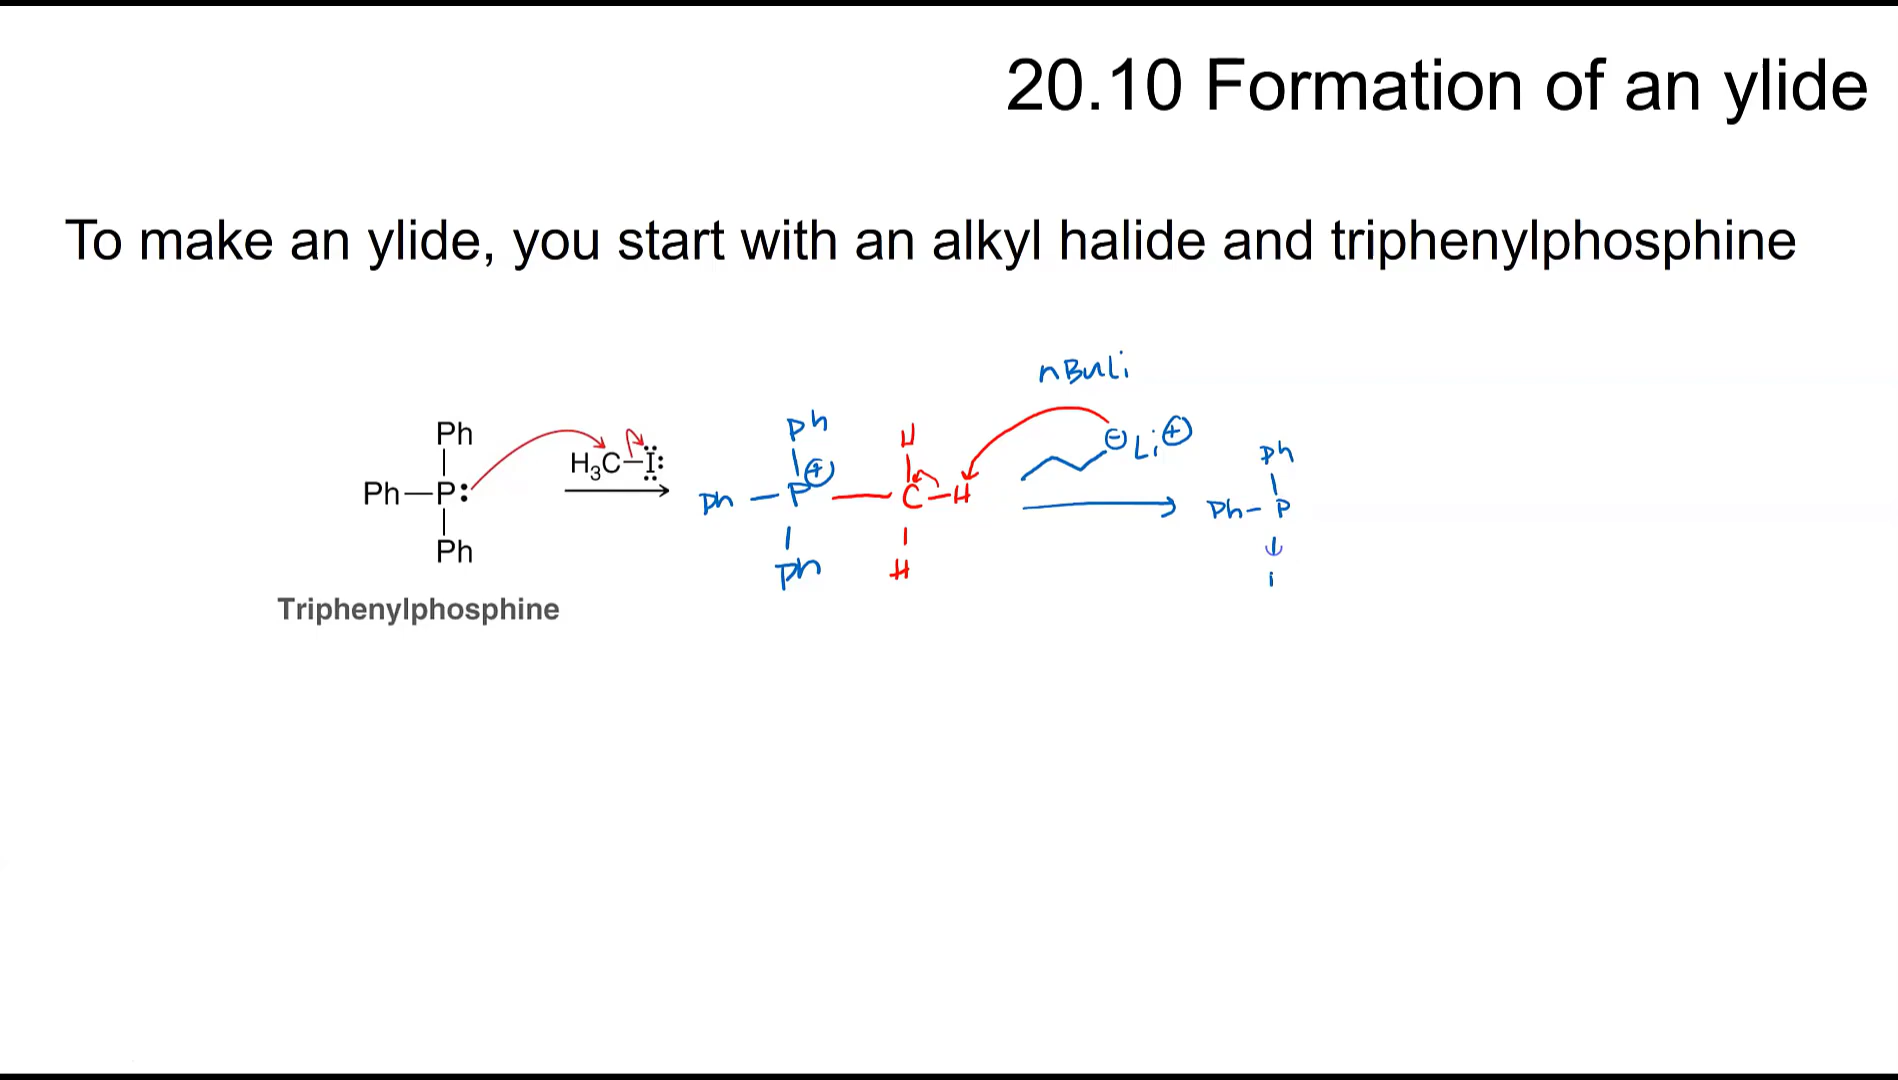 20.10 Formation of an ylide
To make an ylide, you start with an alkyl halide and triphenylphosphine
nBuLi
Ph
Ph–P:
Ph
H₃C–I:
Ph
Ph – P⊕ — C – H
Ph
H
H
⊖ Li⊕
Ph
Ph – P
Triphenylphosphine